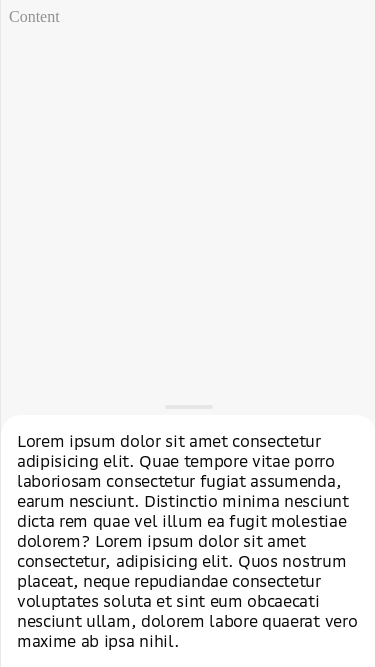 Content
Lorem ipsum dolor sit amet consectetur
adipisicing elit. Quae tempore vitae porro
laboriosam consectetur fugiat assumenda,
earum nesciunt. Distinctio minima nesciunt
dicta rem quae vel illum ea fugit molestiae
dolorem? Lorem ipsum dolor sit amet
consectetur, adipisicing elit. Quos nostrum
placeat, neque repudiandae consectetur
voluptates soluta et sint eum obcaecati
nesciunt ullam, dolorem labore quaerat vero
maxime ab ipsa nihil.